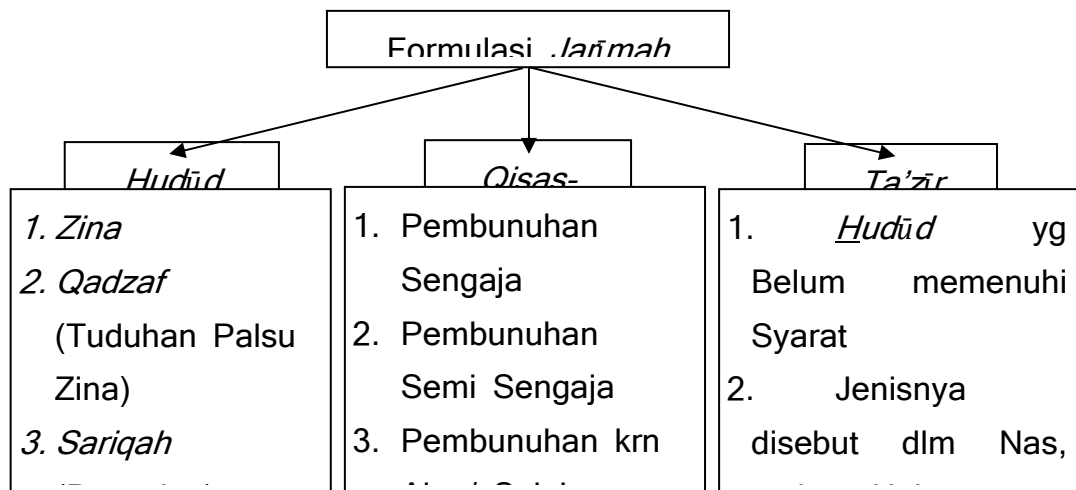 Formulasi Jarīmah
Hudūd
Qisas-
Ta'zīr
1. Zina
2. Qadzaf
(Tuduhan Palsu
Zina)
3. Sariqah
1. Pembunuhan
Sengaja
2. Pembunuhan
Semi Sengaja
3. Pembunuhan krn
1. Hudūd yg
Belum memenuhi
Syarat
2. Jenisnya
disebut dlm Nas,